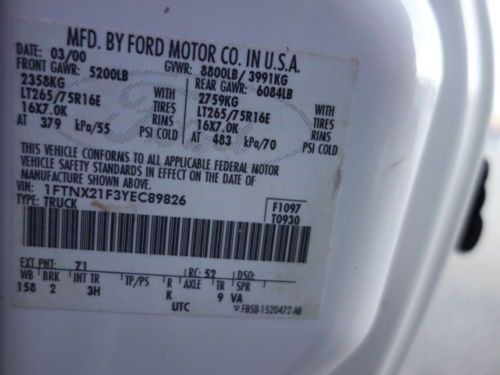 MFD. BY FORD MOTOR CO. IN U.S.A.
DATE: 03/00 GVWR: 8800LB/ 3991KG
FRONT GAWR: 5200LB REAR GAWR: 6084LB
2358KG WITH 2759KG WITH
LT265/75R16E TIRES LT265/75R16E TIRES
16X7.0K RIMS 16X7.0K RIMS
AT 379 kPa/55 PSI COLD AT 483 kPa/70 PSI COLD
THIS VEHICLE CONFORMS TO ALL APPLICABLE FEDERAL MOTOR
VEHICLE SAFETY STANDARDS IN EFFECT ON THE DATE OF
MANUFACTURE SHOWN ABOVE.
VIN: 1FTNX21F3YEC89826 F1097
TYPE: TRUCK T0930
EXT PNT: Z1 RC: 52 DSO:
WB BRK INT TR TP/PS R AXLE TR SPR
158 2 3H K 9 VA
UTC F85B-1520472-AB